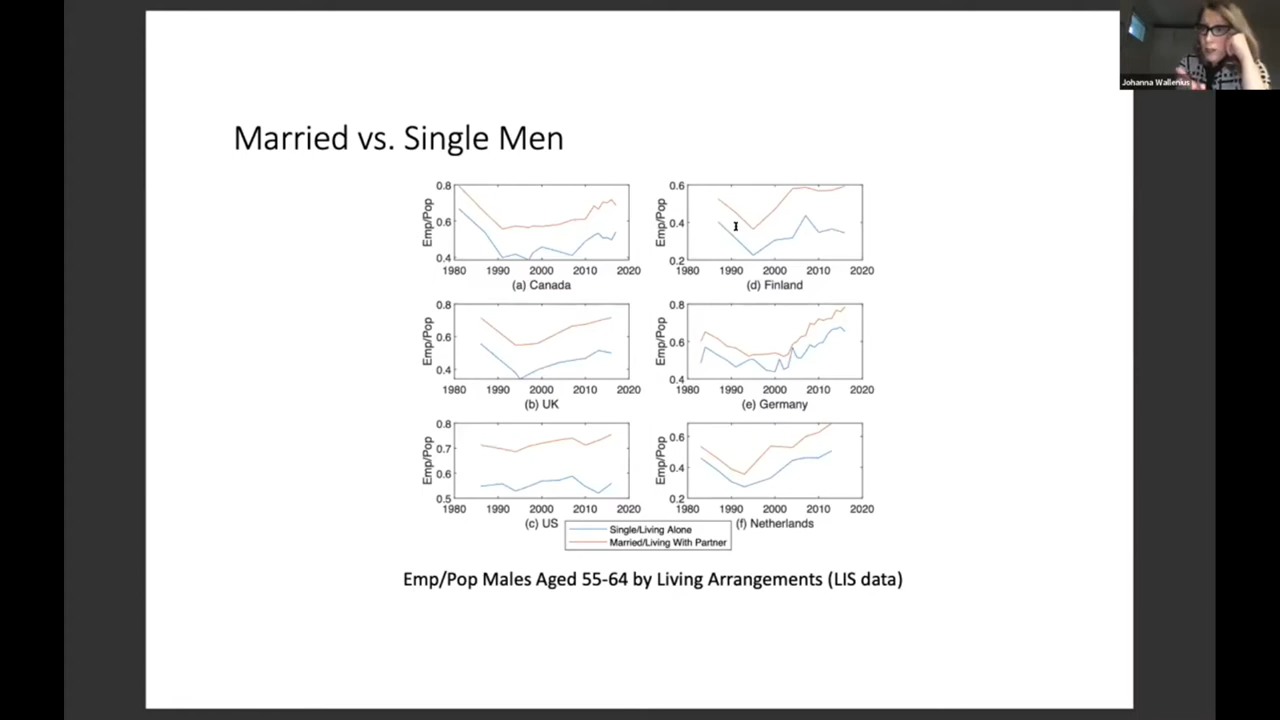 Johanna Wallenius
Married vs. Single Men
0.8
0.6
0.4
Emp/Pop
1980 1990 2000 2010 2020
(a) Canada
0.6
0.4
0.2
Emp/Pop
1980 1990 2000 2010 2020
(d) Finland
0.8
0.6
0.4
Emp/Pop
1980 1990 2000 2010 2020
(b) UK
0.8
0.6
0.4
Emp/Pop
1980 1990 2000 2010 2020
(e) Germany
0.8
0.7
0.6
0.5
Emp/Pop
1980 1990 2000 2010 2020
(c) US
0.6
0.4
0.2
Emp/Pop
1980 1990 2000 2010 2020
(f) Netherlands
Single/Living Alone
Married/Living With Partner
Emp/Pop Males Aged 55-64 by Living Arrangements (LIS data)